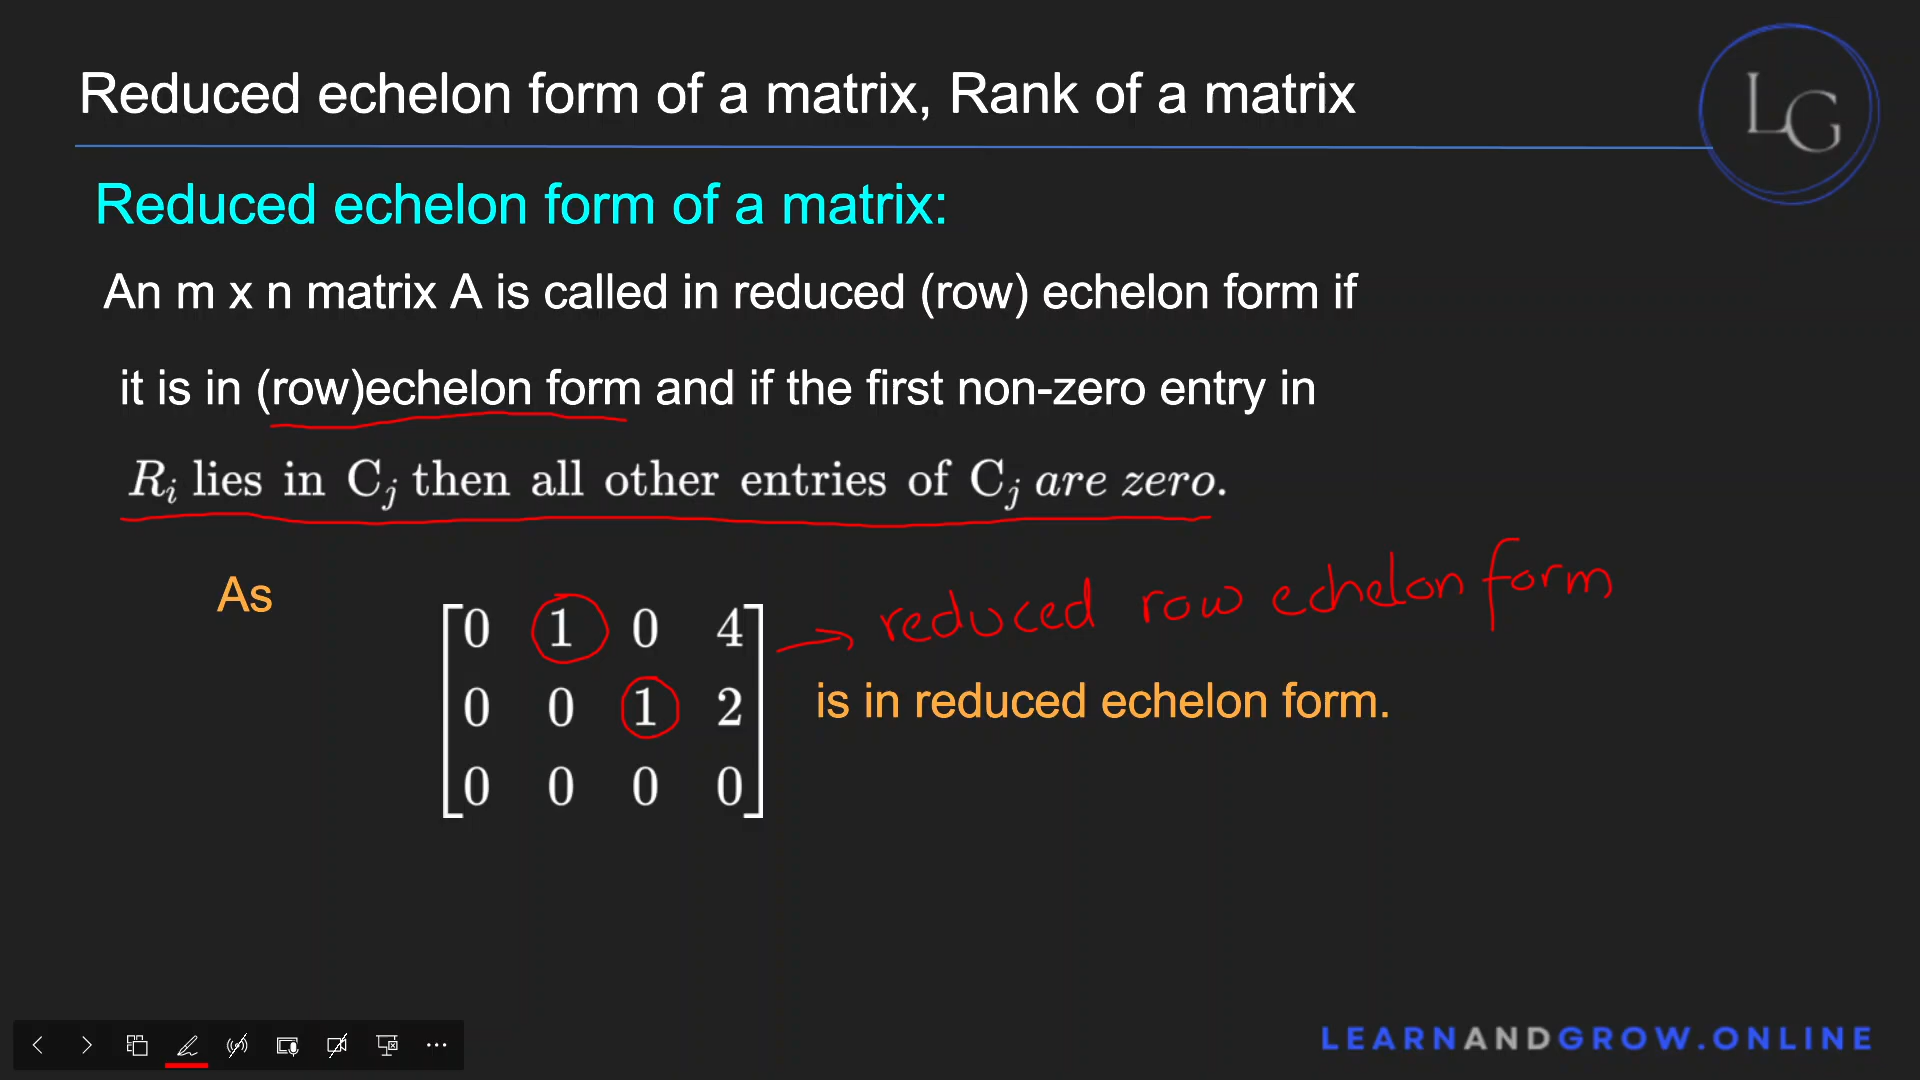 Reduced echelon form of a matrix, Rank of a matrix
LG
Reduced echelon form of a matrix:
An m x n matrix A is called in reduced (row) echelon form if
it is in (row)echelon form and if the first non-zero entry in
R_i lies in C_j then all other entries of C_j are zero.
As
reduced row echelon form
0 1 0 4
0 0 1 2
0 0 0 0
is in reduced echelon form.
LEARNANDGROW.ONLINE